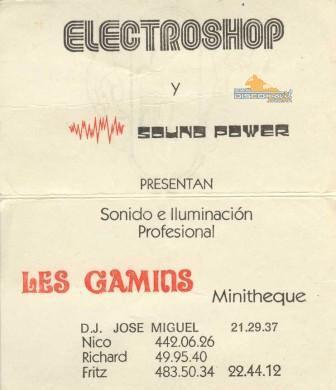 ELECTROSHOP
Y
SOUND POWER
PRESENTAN
Sonido e Iluminación
Profesional
LES GAMINS
Minitheque
D.J. JOSE MIGUEL 21.29.37
Nico 442.06.26
Richard 49.95.40
Fritz 483.50.34 22.44.12